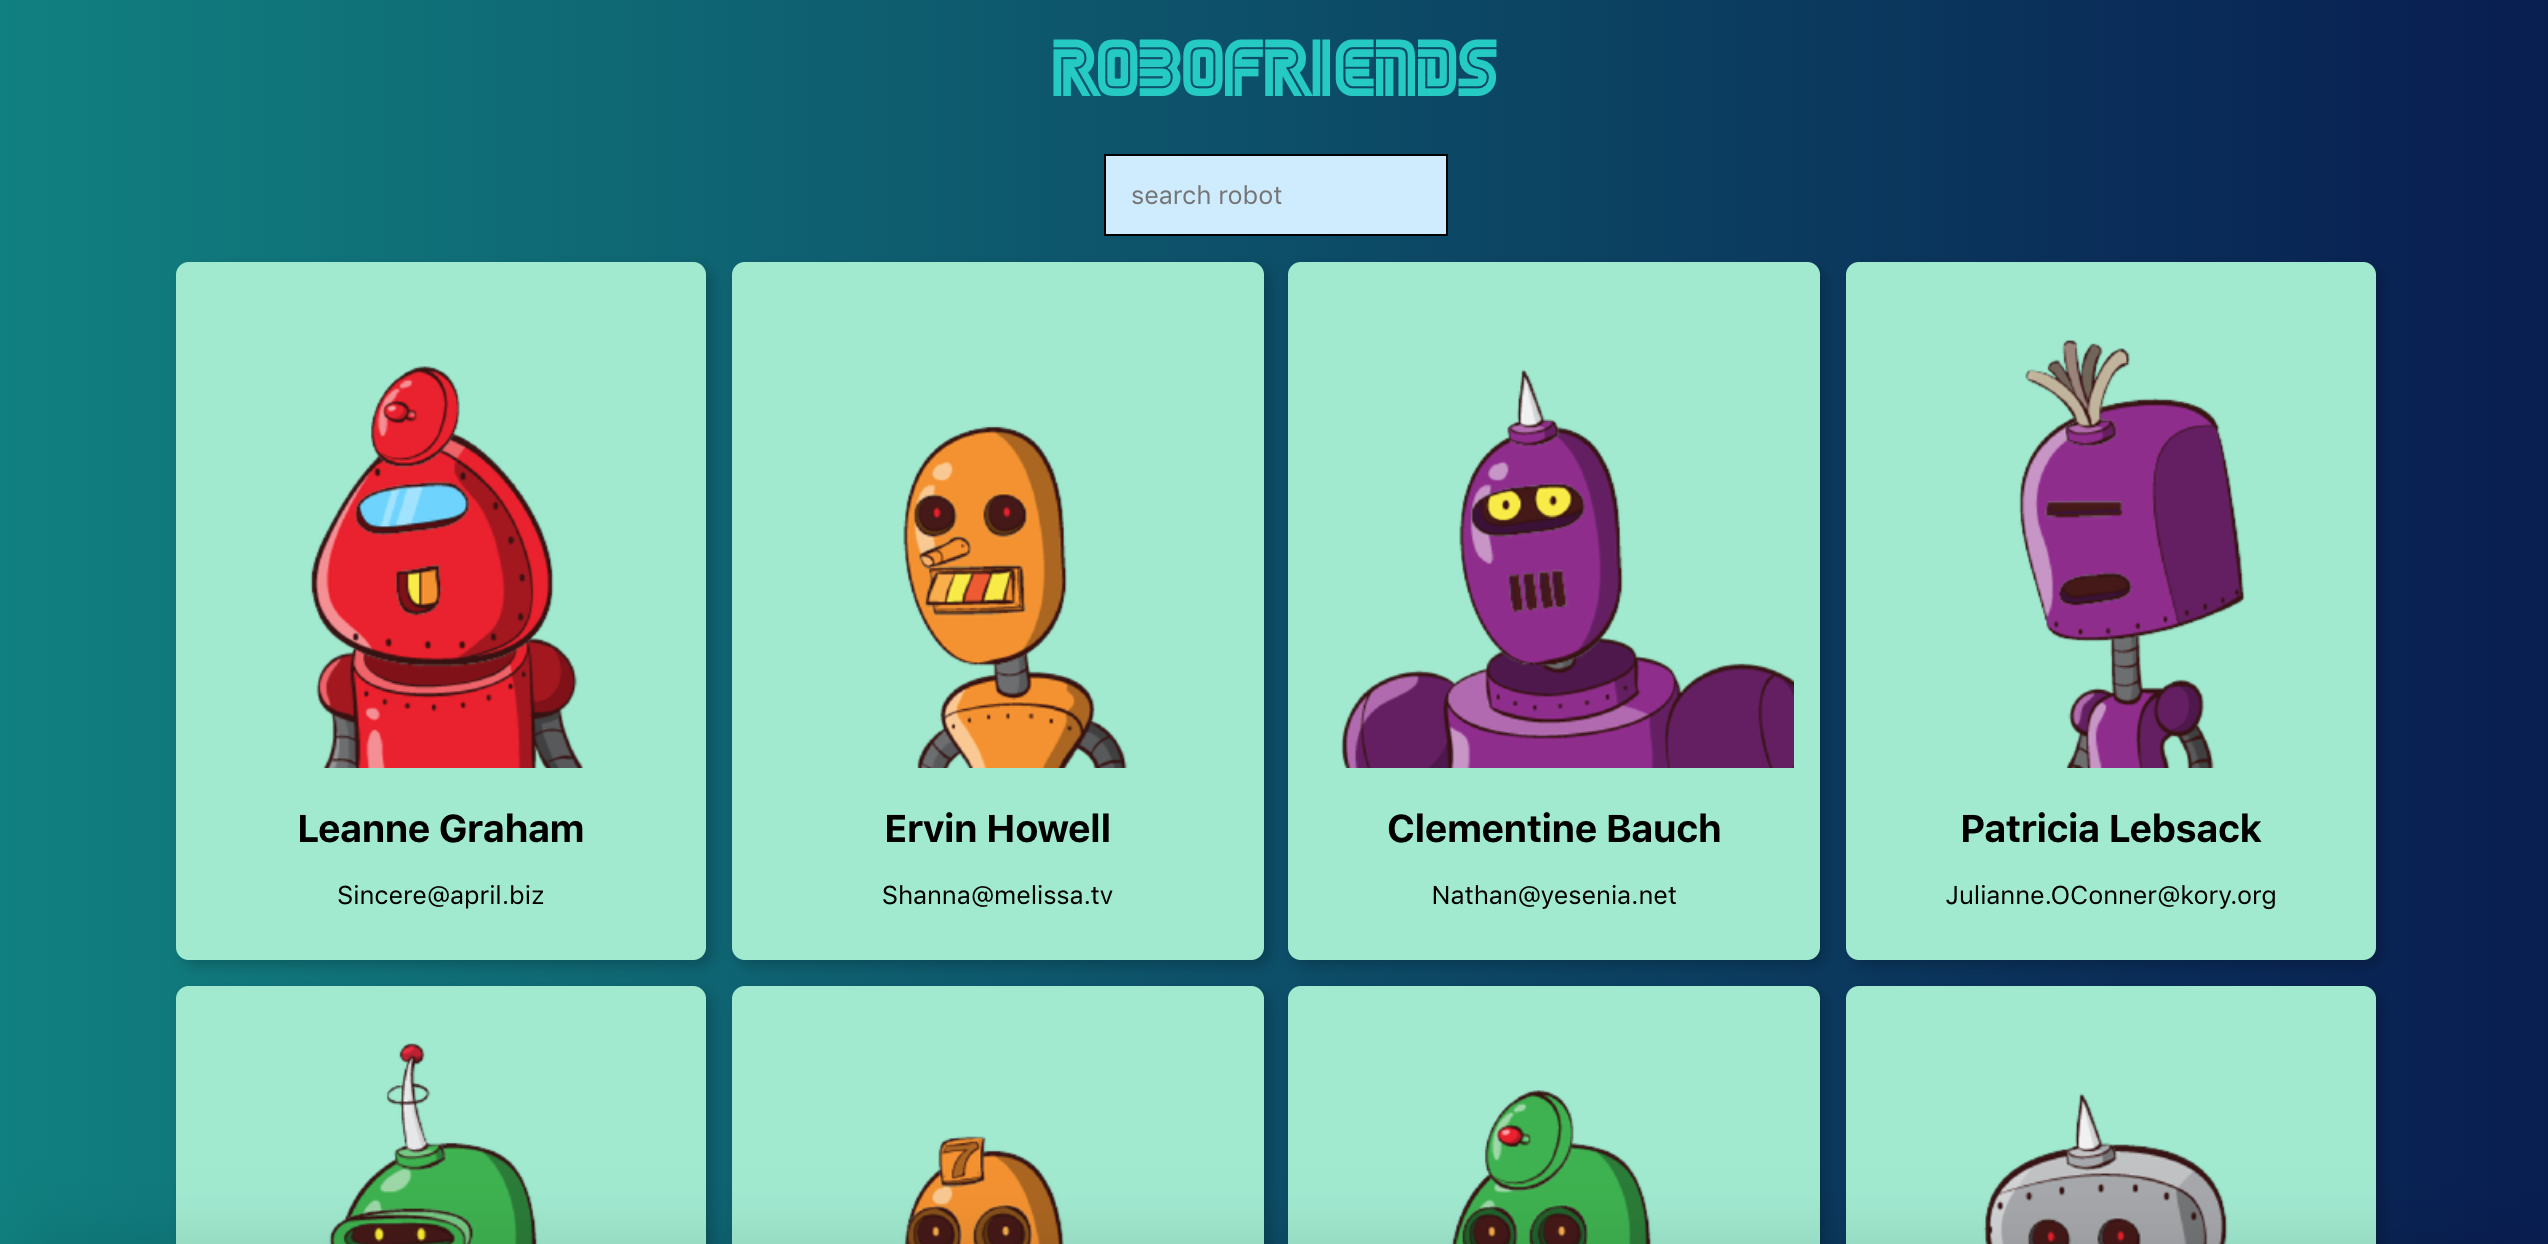 ROBOFRIENDS
search robot
Leanne Graham
Sincere@april.biz
Ervin Howell
Shanna@melissa.tv
Clementine Bauch
Nathan@yesenia.net
Patricia Lebsack
Julianne.OConner@kory.org
7